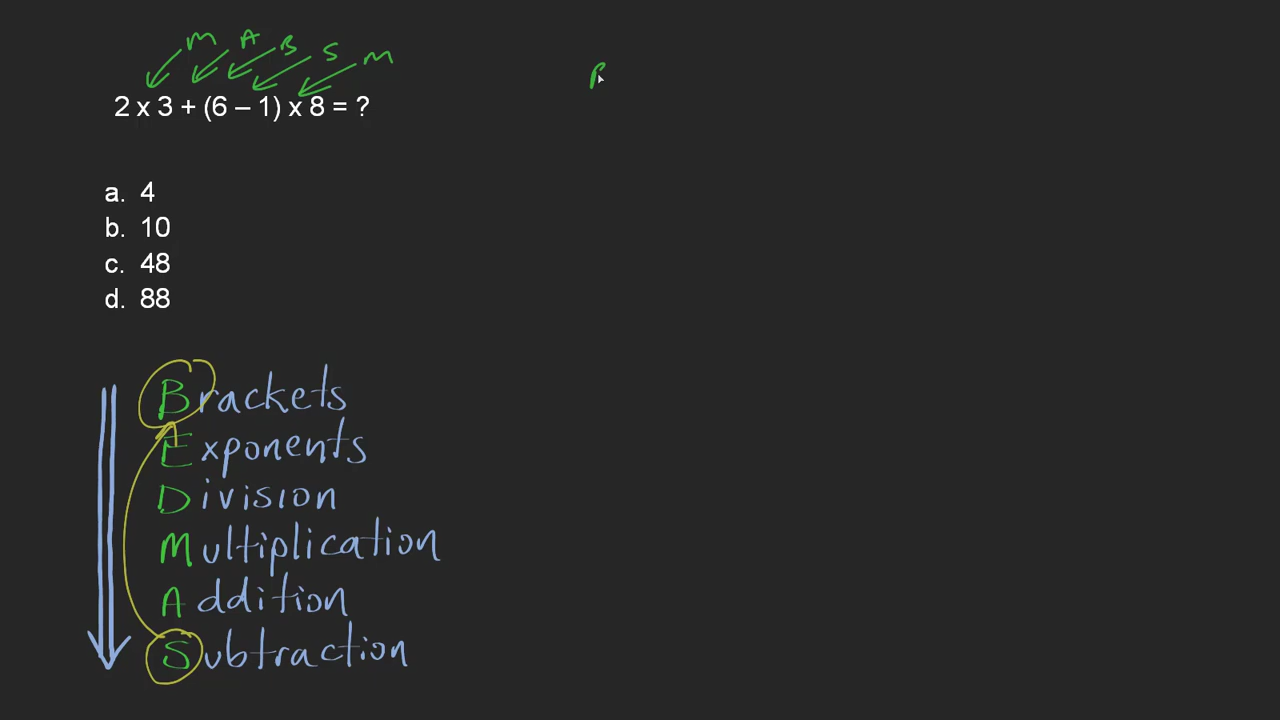 M A B S M
2 x 3 + (6 – 1) x 8 = ?
a. 4
b. 10
c. 48
d. 88
Brackets
Exponents
Division
Multiplication
Addition
Subtraction